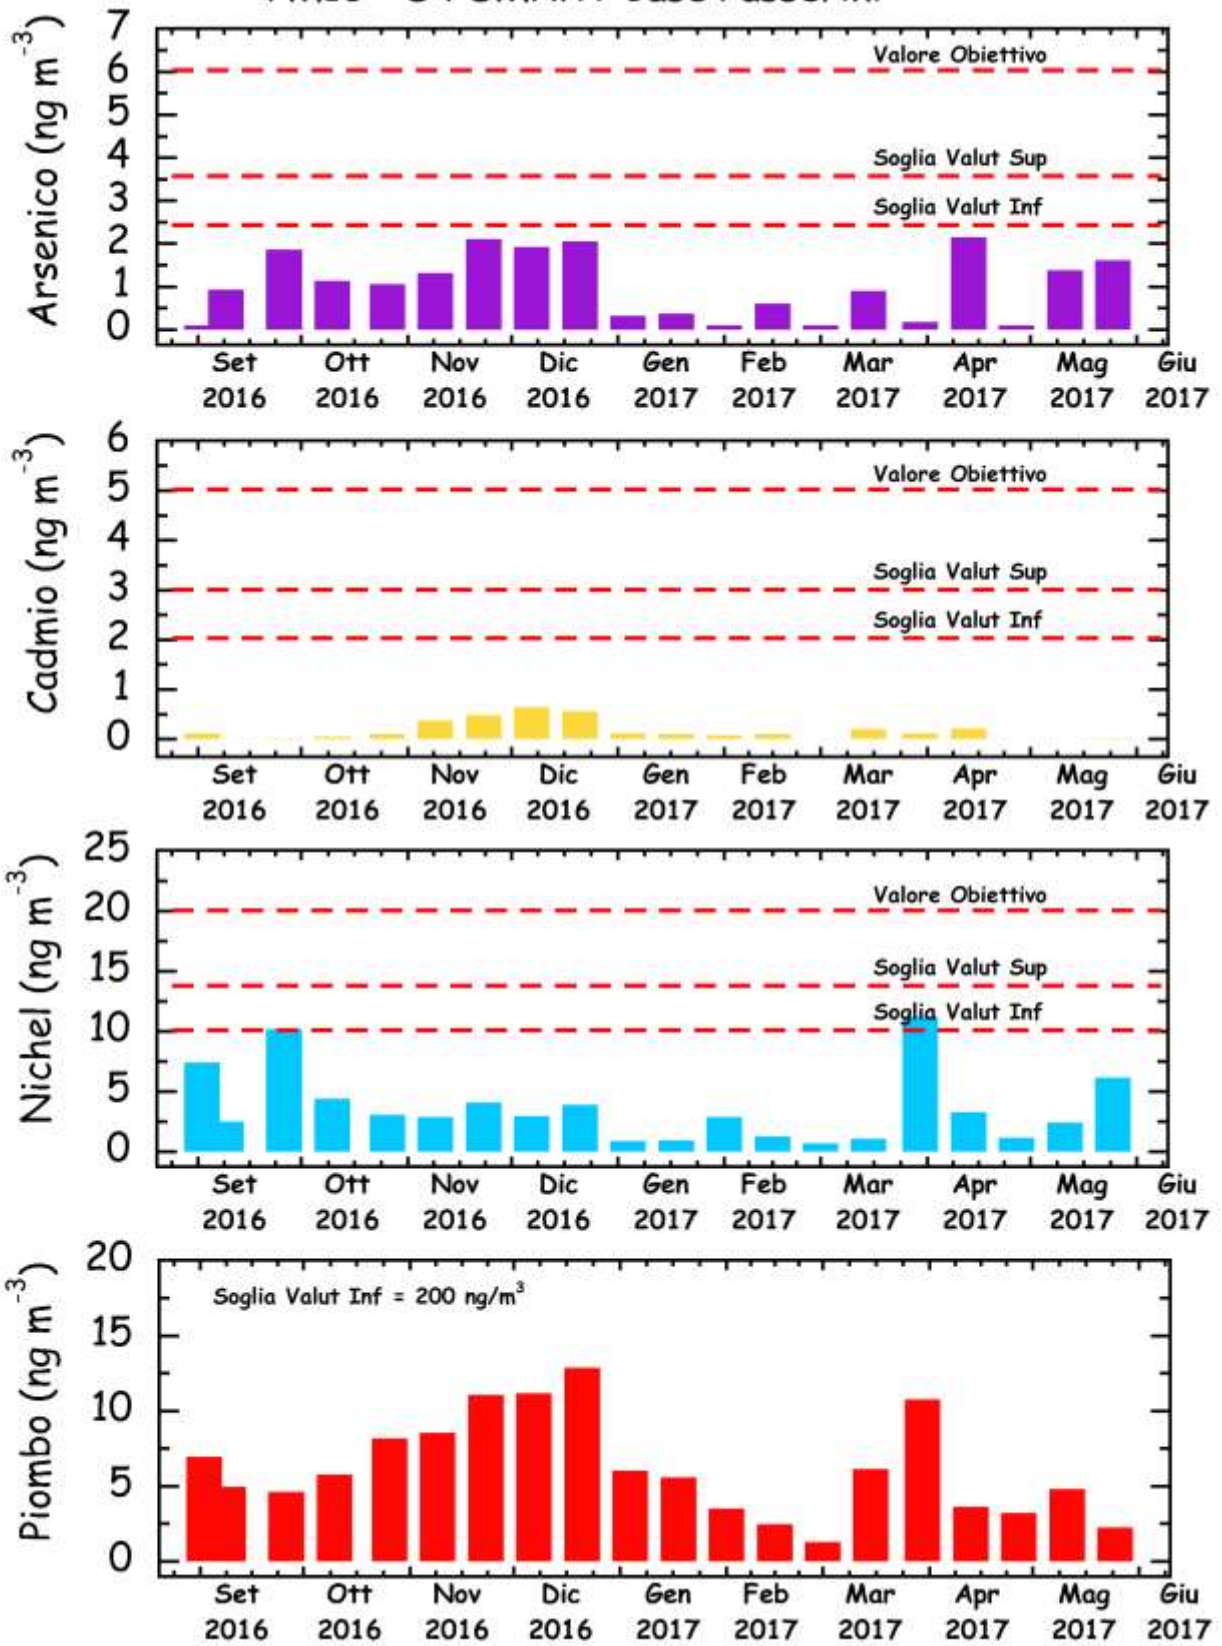 Arsenico (ng m⁻³)
7
6
5
4
3
2
1
0
Valore Obiettivo
Soglia Valut Sup
Soglia Valut Inf
Set Ott Nov Dic Gen Feb Mar Apr Mag Giu
2016 2016 2016 2016 2017 2017 2017 2017 2017 2017
Cadmio (ng m⁻³)
6
5
4
3
2
1
0
Valore Obiettivo
Soglia Valut Sup
Soglia Valut Inf
Set Ott Nov Dic Gen Feb Mar Apr Mag Giu
2016 2016 2016 2016 2017 2017 2017 2017 2017 2017
Nichel (ng m⁻³)
25
20
15
10
5
0
Valore Obiettivo
Soglia Valut Sup
Soglia Valut Inf
Set Ott Nov Dic Gen Feb Mar Apr Mag Giu
2016 2016 2016 2016 2017 2017 2017 2017 2017 2017
Piombo (ng m⁻³)
20
15
10
5
0
Soglia Valut Inf = 200 ng/m³
Set Ott Nov Dic Gen Feb Mar Apr Mag Giu
2016 2016 2016 2016 2017 2017 2017 2017 2017 2017